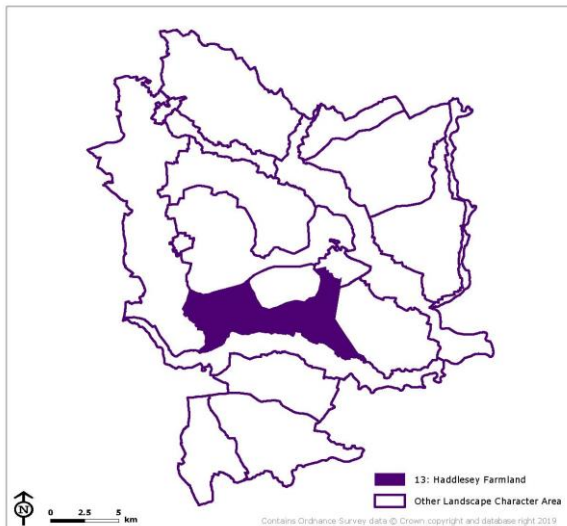 13: Haddlesey Farmland
Other Landscape Character Area
N
0 2.5 5 km
Contains Ordnance Survey data © Crown copyright and database right 2019